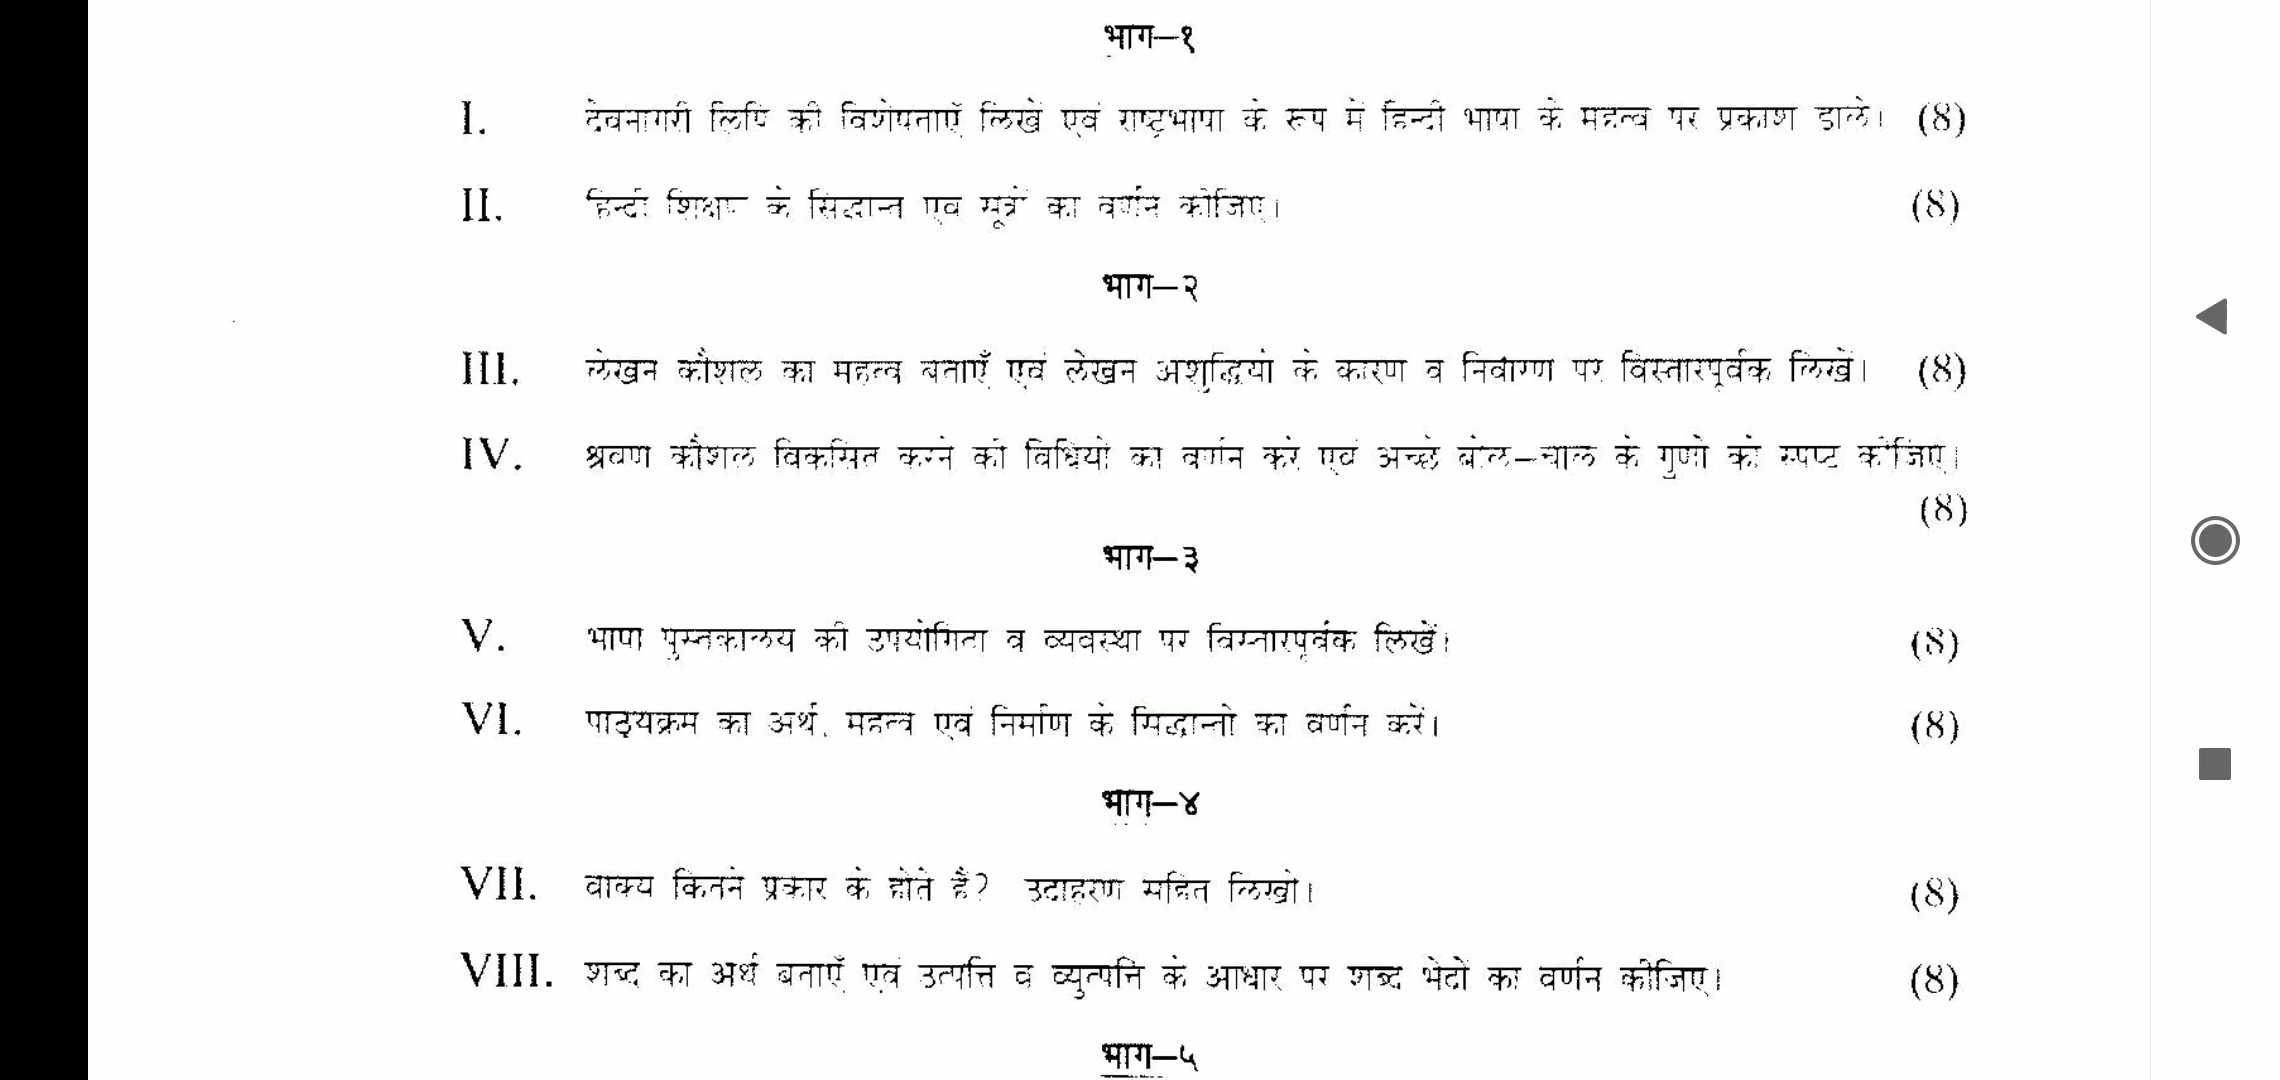 भाग–१
I. देवनागरी लिपि की विशेषताएँ लिखें एवं राष्ट्रभाषा के रूप में हिन्दी भाषा के महत्व पर प्रकाश डाले। (8)
II. हिन्दी शिक्षण के सिद्धान्त एवं सूत्रों का वर्णन कीजिए। (8)
भाग–२
III. लेखन कौशल का महत्व बताएँ एवं लेखन अशुद्धियों के कारण व निवारण पर विस्तारपूर्वक लिखें। (8)
IV. श्रवण कौशल विकसित करने की विधियों का वर्णन करें एवं अच्छे बोल–चाल के गुणों को स्पष्ट कीजिए।
(8)
भाग–३
V. भाषा पुस्तकालय की उपयोगिता व व्यवस्था पर विस्तारपूर्वक लिखें। (8)
VI. पाठ्यक्रम का अर्थ, महत्व एवं निर्माण के सिद्धान्तों का वर्णन करें। (8)
भाग–४
VII. वाक्य कितने प्रकार के होते हैं? उदाहरण सहित लिखो। (8)
VIII. शब्द का अर्थ बताएँ एवं उत्पत्ति व व्युत्पत्ति के आधार पर शब्द भेदों का वर्णन कीजिए। (8)
भाग–५